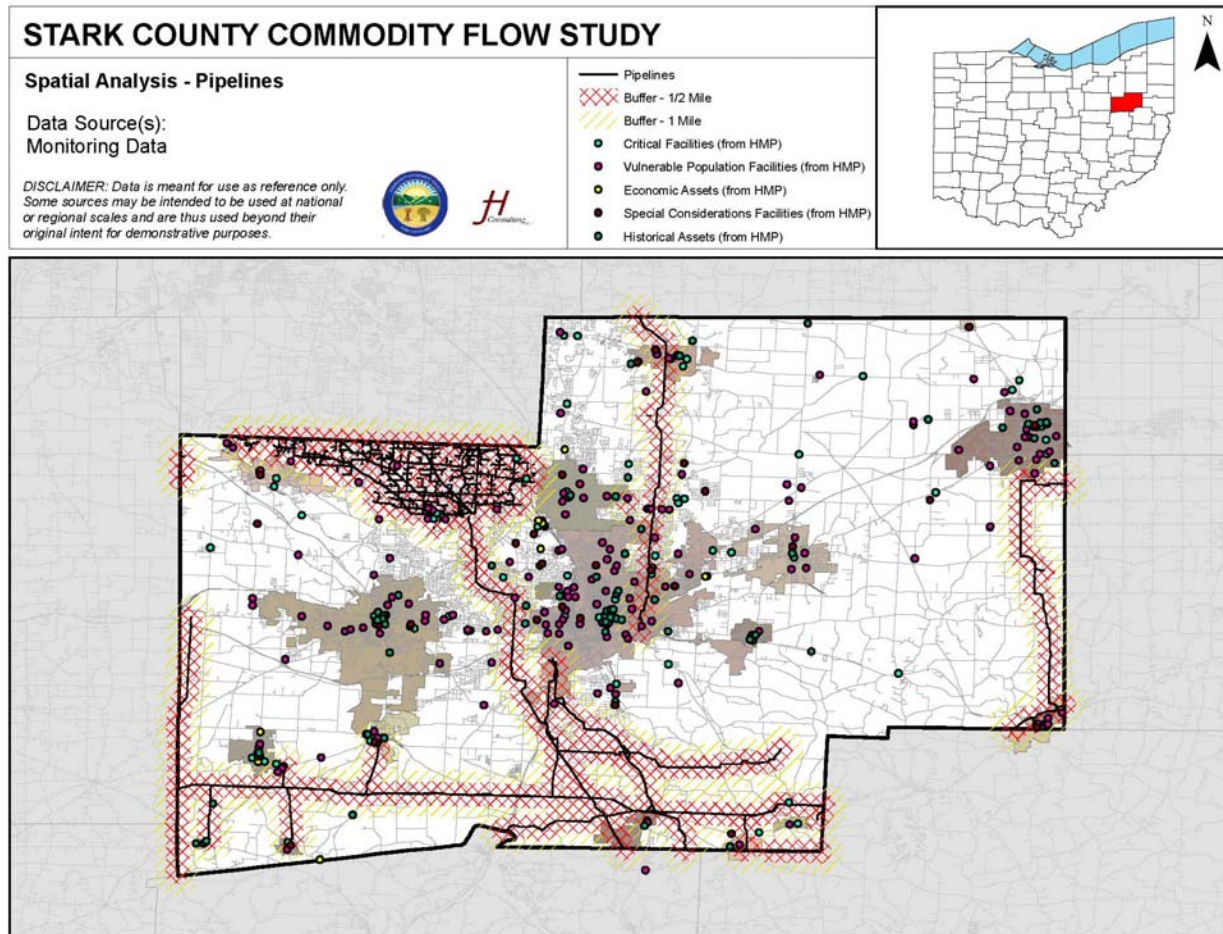 STARK COUNTY COMMODITY FLOW STUDY
Spatial Analysis - Pipelines
Data Source(s):
Monitoring Data
DISCLAIMER: Data is meant for use as reference only.
Some sources may be intended to be used at national
or regional scales and are thus used beyond their
original intent for demonstrative purposes.
JH
Consulting
Pipelines
Buffer - 1/2 Mile
Buffer - 1 Mile
Critical Facilities (from HMP)
Vulnerable Population Facilities (from HMP)
Economic Assets (from HMP)
Special Considerations Facilities (from HMP)
Historical Assets (from HMP)
N